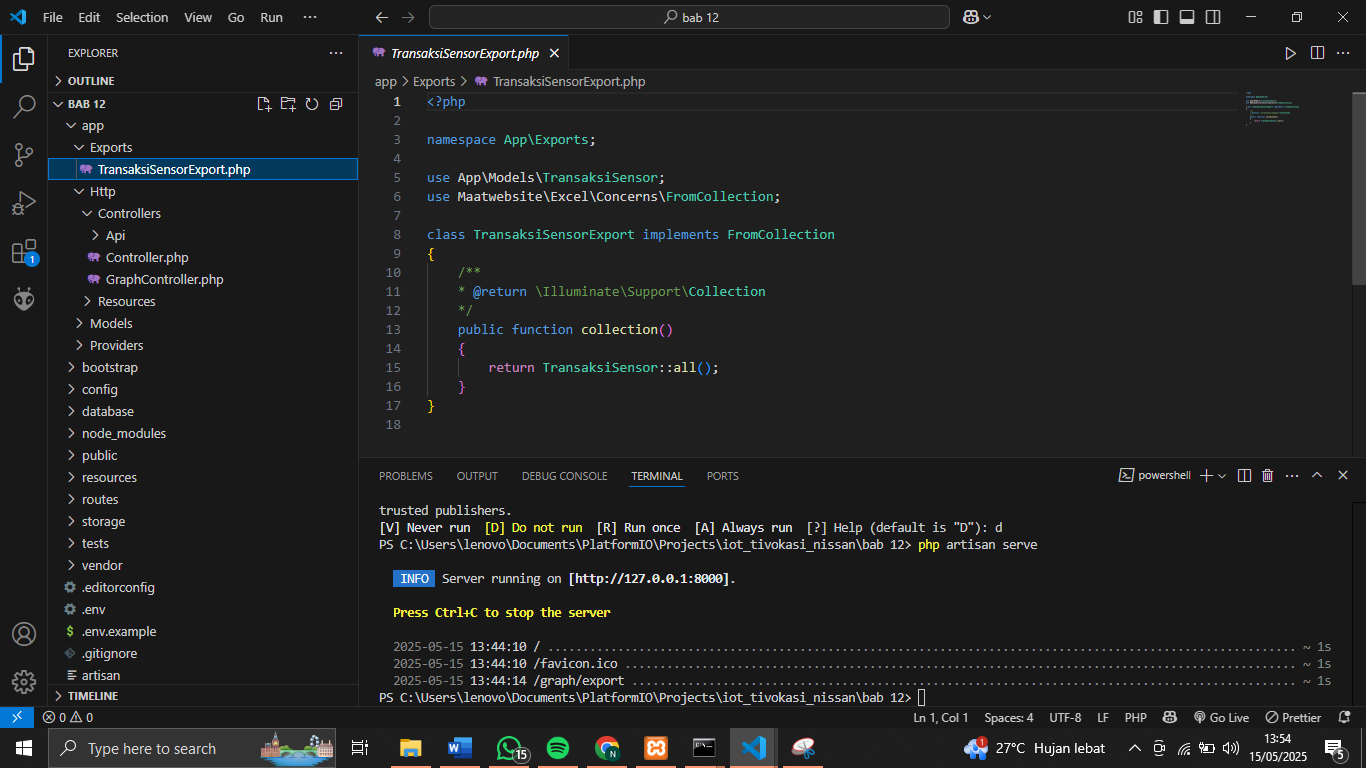 File Edit Selection View Go Run ···
bab 12
EXPLORER ···
OUTLINE
BAB 12
app
Exports
TransaksiSensorExport.php
Http
Controllers
Api
Controller.php
GraphController.php
Resources
Models
Providers
bootstrap
config
database
node_modules
public
resources
routes
storage
tests
vendor
.editorconfig
.env
$ .env.example
.gitignore
artisan
TIMELINE
1
TransaksiSensorExport.php
app > Exports > TransaksiSensorExport.php
1 <?php
2
3 namespace App\Exports;
4
5 use App\Models\TransaksiSensor;
6 use Maatwebsite\Excel\Concerns\FromCollection;
7
8 class TransaksiSensorExport implements FromCollection
9 {
10 /**
11 * @return \Illuminate\Support\Collection
12 */
13 public function collection()
14 {
15 return TransaksiSensor::all();
16 }
17 }
18
PROBLEMS OUTPUT DEBUG CONSOLE TERMINAL PORTS
powershell
trusted publishers.
[V] Never run [D] Do not run [R] Run once [A] Always run [?] Help (default is "D"): d
PS C:\Users\lenovo\Documents\PlatformIO\Projects\iot_tivokasi_nissan\bab 12> php artisan serve
INFO Server running on [http://127.0.0.1:8000].
Press Ctrl+C to stop the server
2025-05-15 13:44:10 / ................................................................................................. ~ 1s
2025-05-15 13:44:10 /favicon.ico ....................................................................................... ~ 1s
2025-05-15 13:44:14 /graph/export ...................................................................................... ~ 1s
PS C:\Users\lenovo\Documents\PlatformIO\Projects\iot_tivokasi_nissan\bab 12>
0 0
Ln 1, Col 1 Spaces: 4 UTF-8 LF PHP Go Live Prettier
Type here to search
15
1
27°C Hujan lebat
13:54
15/05/2025
5